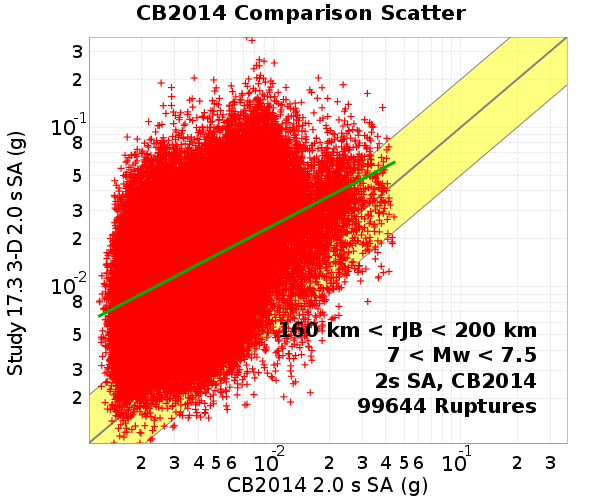 CB2014 Comparison Scatter
Study 17.3 3-D 2.0 s SA (g)
3
2
10-1
8
5
3
2
10-2
8
5
3
2
160 km < rJB < 200 km
7 < Mw < 7.5
2s SA, CB2014
99644 Ruptures
2 3 4 5 6 10-2 2 3 4 5 6 10-1 2 3
CB2014 2.0 s SA (g)